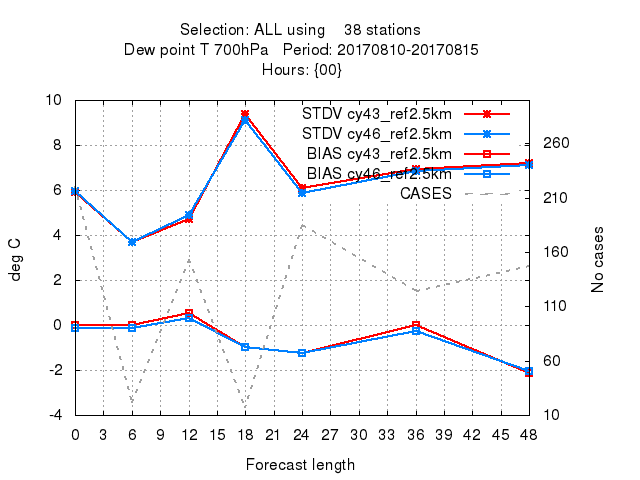 Selection: ALL using    38 stations
Dew point T 700hPa   Period: 20170810-20170815
Hours: {00}
STDV cy43_ref2.5km
STDV cy46_ref2.5km
BIAS cy43_ref2.5km
BIAS cy46_ref2.5km
CASES
10
8
6
4
2
0
-2
-4
deg C
260
210
160
110
60
10
No cases
0 3 6 9 12 15 18 21 24 27 30 33 36 39 42 45 48
Forecast length